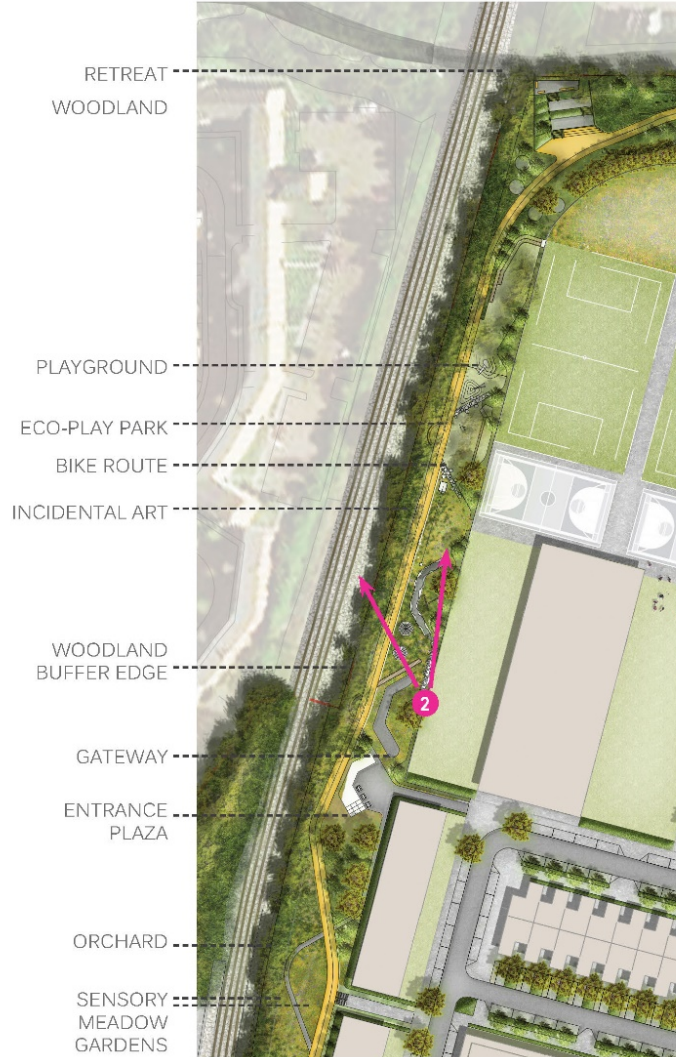 RETREAT
WOODLAND
PLAYGROUND
ECO-PLAY PARK
BIKE ROUTE
INCIDENTAL ART
WOODLAND
BUFFER EDGE
2
GATEWAY
ENTRANCE
PLAZA
ORCHARD
SENSORY
MEADOW
GARDENS